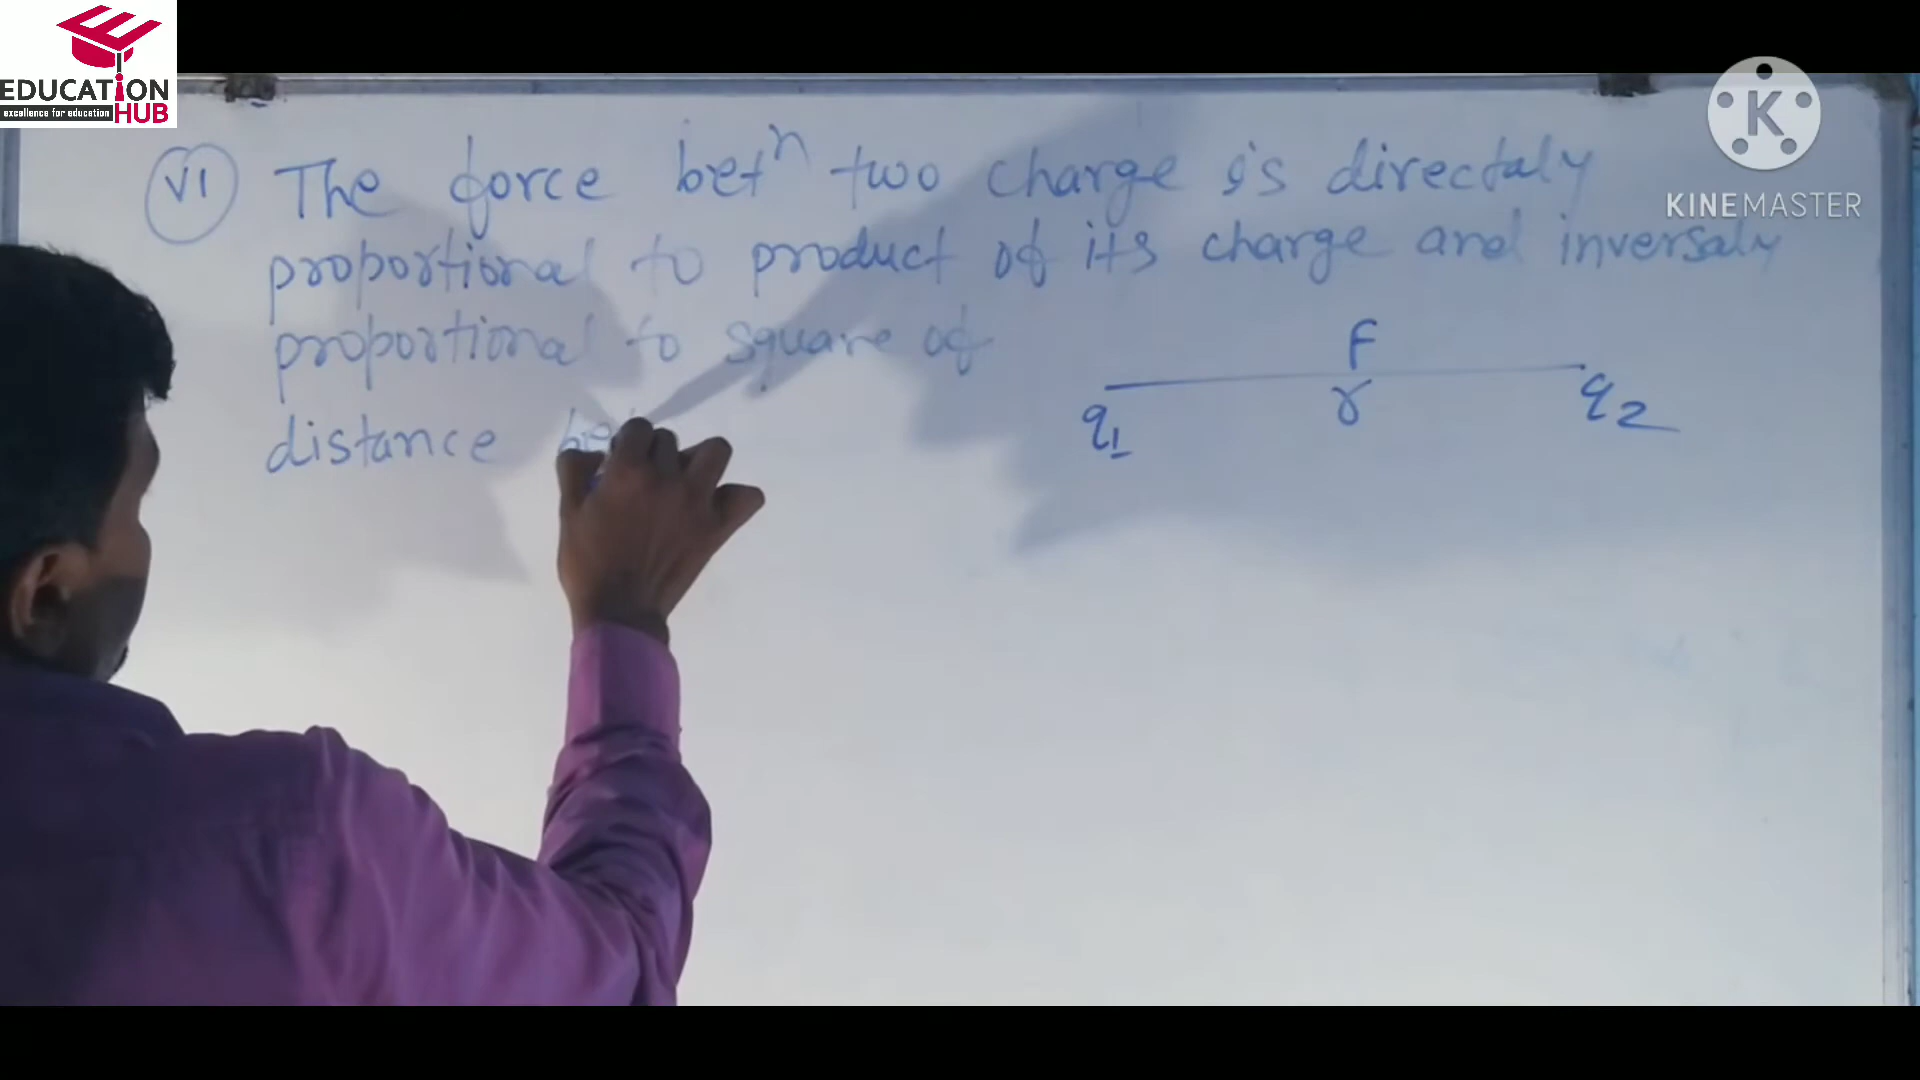 EDUCATION
HUB
excellence for education
K
KINEMASTER
VI The force betn two charge is directaly
proportional to product of its charge and inversaly
proportional to square of
distance be
F
r
q1
q2